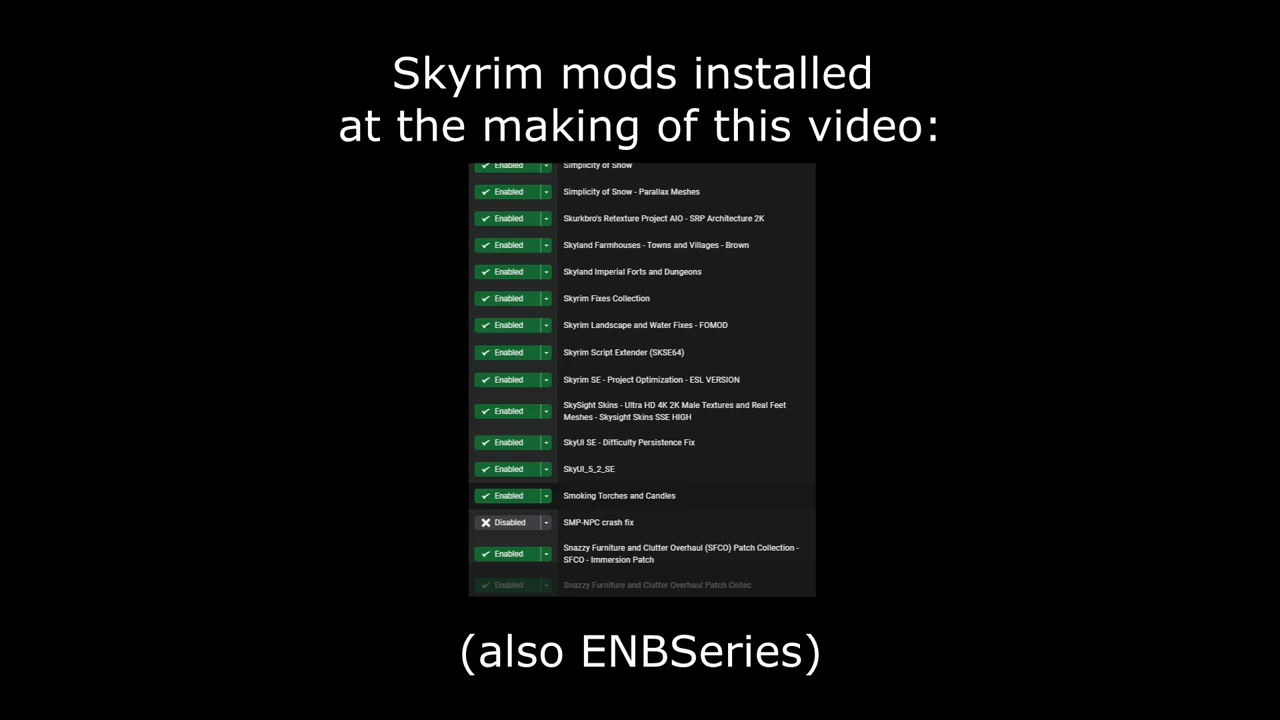 Skyrim mods installed
at the making of this video:
Enabled Simplicity of Snow
Enabled Simplicity of Snow - Parallax Meshes
Enabled Skurkbro's Retexture Project AIO - SRP Architecture 2K
Enabled Skyland Farmhouses - Towns and Villages - Brown
Enabled Skyland Imperial Forts and Dungeons
Enabled Skyrim Fixes Collection
Enabled Skyrim Landscape and Water Fixes - FOMOD
Enabled Skyrim Script Extender (SKSE64)
Enabled Skyrim SE - Project Optimization - ESL VERSION
Enabled SkySight Skins - Ultra HD 4K 2K Male Textures and Real Feet
Meshes - Skysight Skins SSE HIGH
Enabled SkyUI SE - Difficulty Persistence Fix
Enabled SkyUI_5_2_SE
Enabled Smoking Torches and Candles
Disabled SMP-NPC crash fix
Enabled Snazzy Furniture and Clutter Overhaul (SFCO) Patch Collection -
SFCO - Immersion Patch
Enabled Snazzy Furniture and Clutter Overhaul Patch Collec
(also ENBSeries)